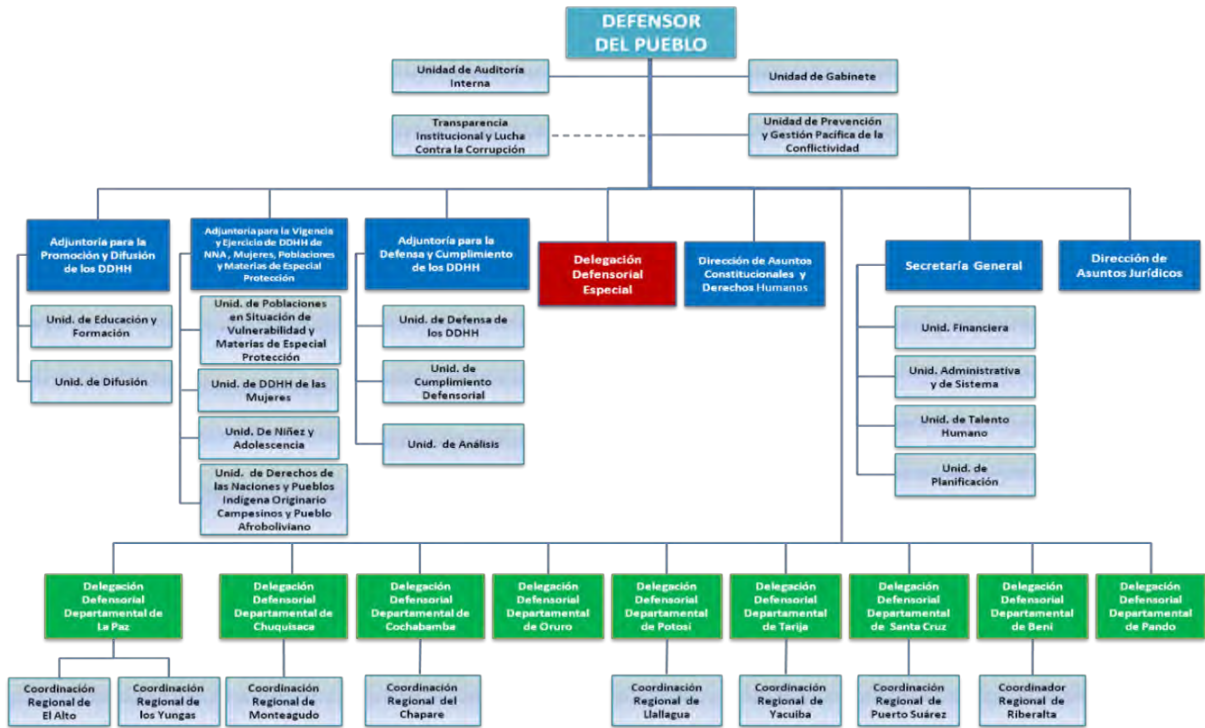 DEFENSOR
DEL PUEBLO
Unidad de Auditoría
Interna
Unidad de Gabinete
Transparencia
Institucional y Lucha
Contra la Corrupción
Unidad de Prevención
y Gestión Pacifica de la
Conflictividad
Adjuntoría para la
Promoción y Difusión
de los DDHH
Adjuntoría para la Vigencia
y Ejercicio de DDHH de
NNA , Mujeres, Poblaciones
y Materias de Especial
Protección
Adjuntoría para la
Defensa y Cumplimiento
de los DDHH
Delegación
Defensorial
Especial
Dirección de Asuntos
Constitucionales y
Derechos Humanos
Secretaría General
Dirección de
Asuntos Jurídicos
Unid. de Educación y
Formación
Unid. de Difusión
Unid. de Poblaciones
en Situación de
Vulnerabilidad y
Materias de Especial
Protección
Unid. de DDHH de las
Mujeres
Unid. De Niñez y
Adolescencia
Unid. de Derechos de
las Naciones y Pueblos
Indígena Originario
Campesinos y Pueblo
Afroboliviano
Unid. de Defensa de
los DDHH
Unid. de
Cumplimiento
Defensorial
Unid. de Análisis
Unid. Financiera
Unid. Administrativa
y de Sistema
Unid. de Talento
Humano
Unid. de
Planificación
Delegación
Defensorial
Departamental de
La Paz
Delegación
Defensorial
Departamental de
Chuquisaca
Delegación
Defensorial
Departamental de
Cochabamba
Delegación
Defensorial
Departamental
de Oruro
Delegación
Defensorial
Departamental
de Potosí
Delegación
Defensorial
Departamental
de Tarija
Delegación
Defensorial
Departamental
de Santa Cruz
Delegación
Defensorial
Departamental
de Beni
Delegación
Defensorial
Departamental
de Pando
Coordinación
Regional de
El Alto
Coordinación
Regional de
los Yungas
Coordinación
Regional de
Monteagudo
Coordinación
Regional del
Chapare
Coordinación
Regional de
Llallagua
Coordinación
Regional de
Yacuiba
Coordinación
Regional de
Puerto Suárez
Coordinador
Regional de
Riberalta